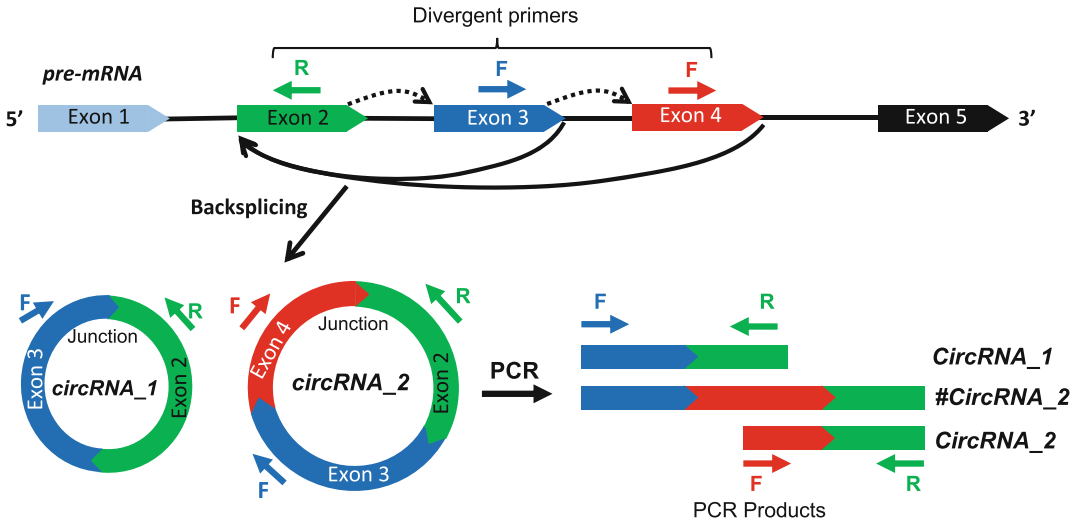 Divergent primers
pre-mRNA
R
F
F
5’ Exon 1 Exon 2 Exon 3 Exon 4 Exon 5 3’
Backsplicing
F
R
Junction
Exon 3
circRNA_1
Exon 2
F
R
Junction
Exon 4
circRNA_2
Exon 2
Exon 3
F
PCR
F
R
CircRNA_1
#CircRNA_2
CircRNA_2
F
R
PCR Products